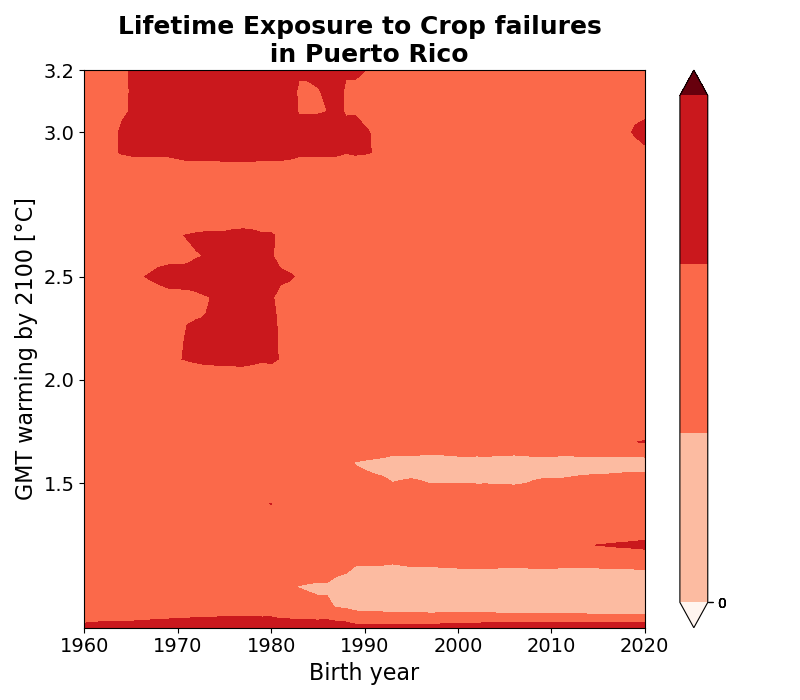 Lifetime Exposure to Crop failures
in Puerto Rico
GMT warming by 2100 [°C]
3.2
3.0
2.5
2.0
1.5
0
1960 1970 1980 1990 2000 2010 2020
Birth year